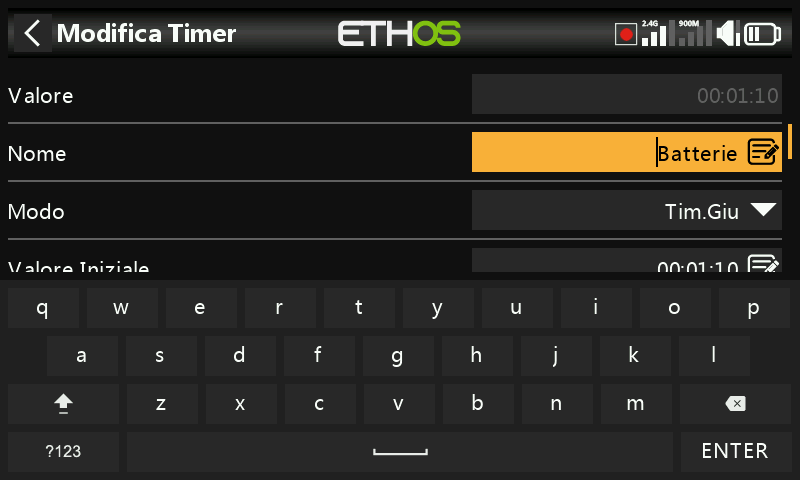 Modifica Timer ETHOS 2.4G 900M
Valore 00:01:10
Nome Batterie
Modo Tim.Giu
Valore Iniziale 00:01:10
q w e r t y u i o p
a s d f g h j k l
z x c v b n m
?123 ENTER